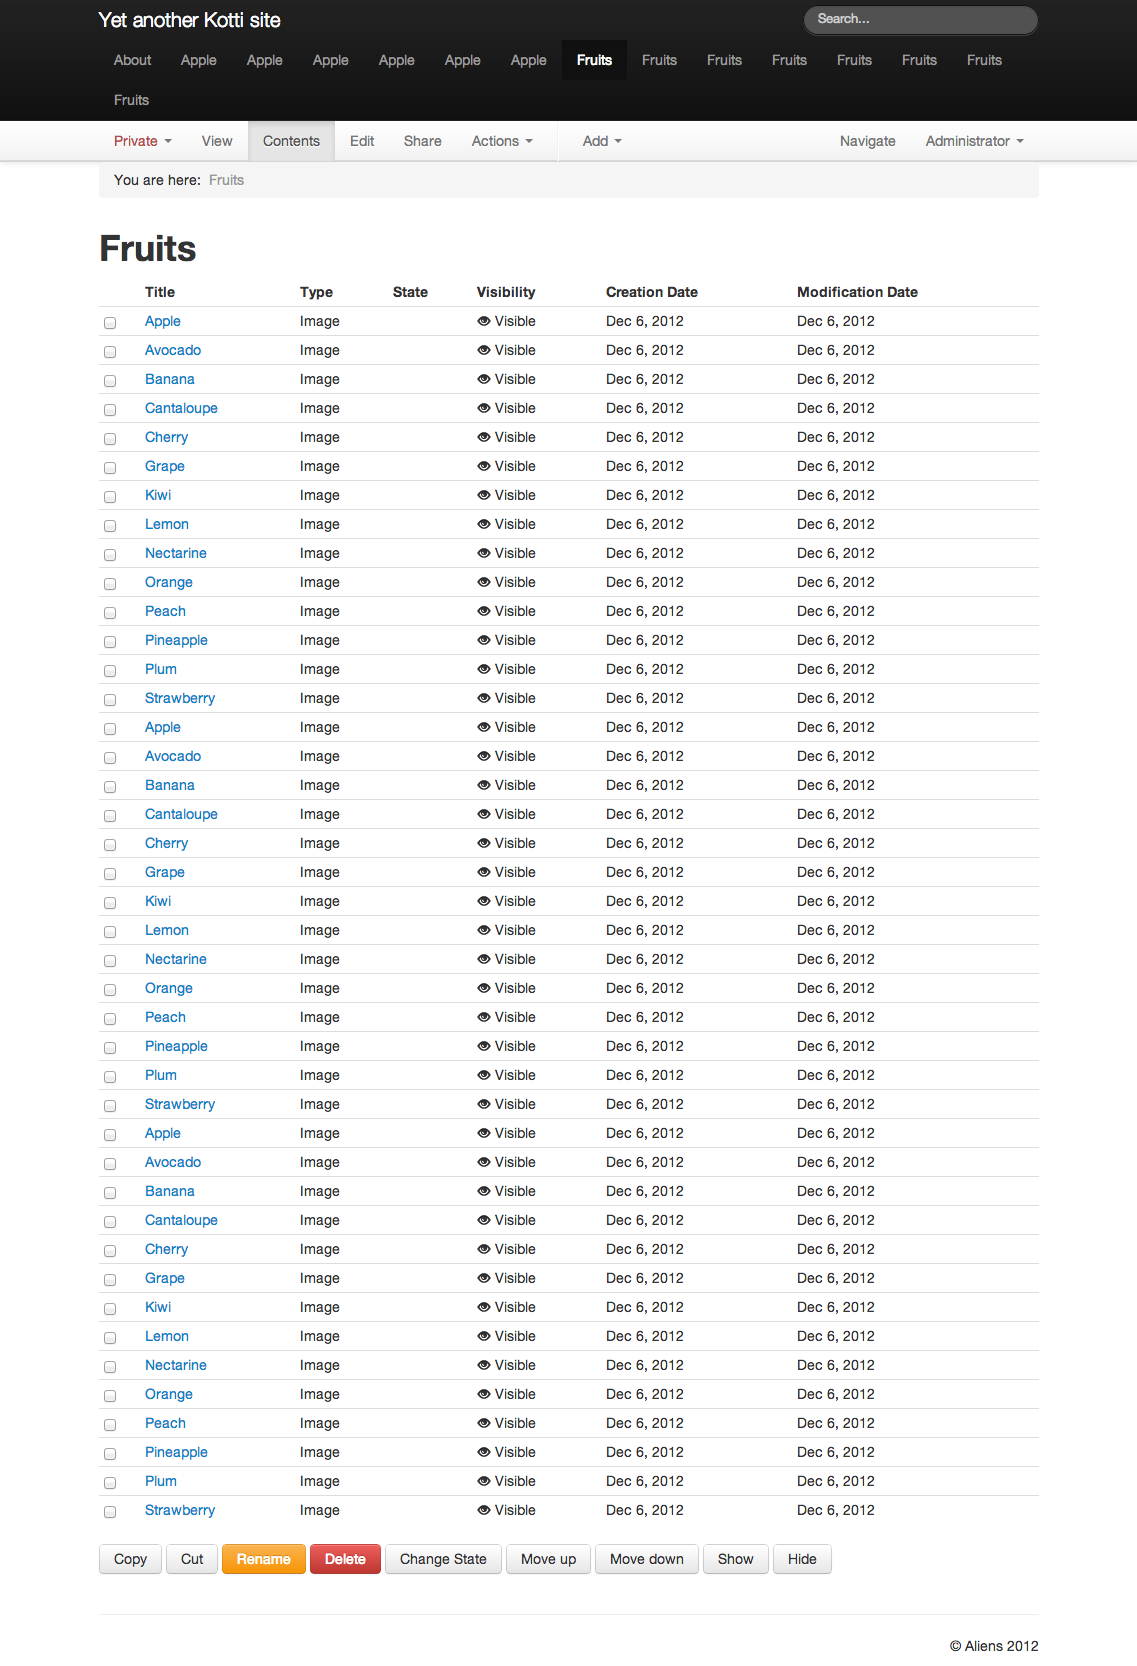 Yet another Kotti site
Search...
About Apple Apple Apple Apple Apple Apple Fruits Fruits Fruits Fruits Fruits Fruits Fruits
Fruits
Private View Contents Edit Share Actions Add Navigate Administrator
You are here: Fruits
Fruits
Title Type State Visibility Creation Date Modification Date
Apple Image Visible Dec 6, 2012 Dec 6, 2012
Avocado Image Visible Dec 6, 2012 Dec 6, 2012
Banana Image Visible Dec 6, 2012 Dec 6, 2012
Cantaloupe Image Visible Dec 6, 2012 Dec 6, 2012
Cherry Image Visible Dec 6, 2012 Dec 6, 2012
Grape Image Visible Dec 6, 2012 Dec 6, 2012
Kiwi Image Visible Dec 6, 2012 Dec 6, 2012
Lemon Image Visible Dec 6, 2012 Dec 6, 2012
Nectarine Image Visible Dec 6, 2012 Dec 6, 2012
Orange Image Visible Dec 6, 2012 Dec 6, 2012
Peach Image Visible Dec 6, 2012 Dec 6, 2012
Pineapple Image Visible Dec 6, 2012 Dec 6, 2012
Plum Image Visible Dec 6, 2012 Dec 6, 2012
Strawberry Image Visible Dec 6, 2012 Dec 6, 2012
Apple Image Visible Dec 6, 2012 Dec 6, 2012
Avocado Image Visible Dec 6, 2012 Dec 6, 2012
Banana Image Visible Dec 6, 2012 Dec 6, 2012
Cantaloupe Image Visible Dec 6, 2012 Dec 6, 2012
Cherry Image Visible Dec 6, 2012 Dec 6, 2012
Grape Image Visible Dec 6, 2012 Dec 6, 2012
Kiwi Image Visible Dec 6, 2012 Dec 6, 2012
Lemon Image Visible Dec 6, 2012 Dec 6, 2012
Nectarine Image Visible Dec 6, 2012 Dec 6, 2012
Orange Image Visible Dec 6, 2012 Dec 6, 2012
Peach Image Visible Dec 6, 2012 Dec 6, 2012
Pineapple Image Visible Dec 6, 2012 Dec 6, 2012
Plum Image Visible Dec 6, 2012 Dec 6, 2012
Strawberry Image Visible Dec 6, 2012 Dec 6, 2012
Apple Image Visible Dec 6, 2012 Dec 6, 2012
Avocado Image Visible Dec 6, 2012 Dec 6, 2012
Banana Image Visible Dec 6, 2012 Dec 6, 2012
Cantaloupe Image Visible Dec 6, 2012 Dec 6, 2012
Cherry Image Visible Dec 6, 2012 Dec 6, 2012
Grape Image Visible Dec 6, 2012 Dec 6, 2012
Kiwi Image Visible Dec 6, 2012 Dec 6, 2012
Lemon Image Visible Dec 6, 2012 Dec 6, 2012
Nectarine Image Visible Dec 6, 2012 Dec 6, 2012
Orange Image Visible Dec 6, 2012 Dec 6, 2012
Peach Image Visible Dec 6, 2012 Dec 6, 2012
Pineapple Image Visible Dec 6, 2012 Dec 6, 2012
Plum Image Visible Dec 6, 2012 Dec 6, 2012
Strawberry Image Visible Dec 6, 2012 Dec 6, 2012
Copy Cut Rename Delete Change State Move up Move down Show Hide
© Aliens 2012